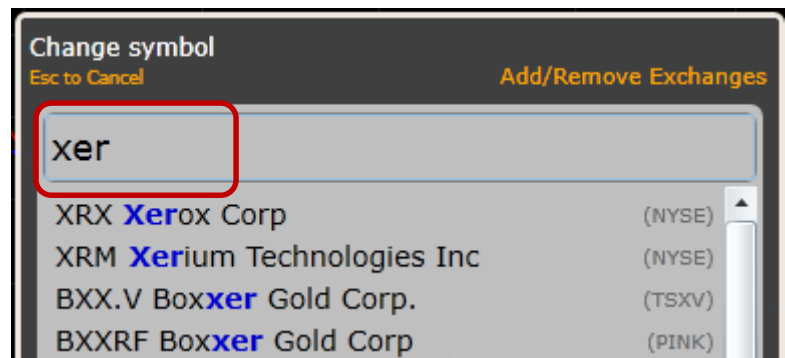 Change symbol
Esc to Cancel Add/Remove Exchanges
xer
XRX Xerox Corp (NYSE)
XRM Xerium Technologies Inc (NYSE)
BXX.V Boxxer Gold Corp. (TSXV)
BXXRF Boxxer Gold Corp (PINK)